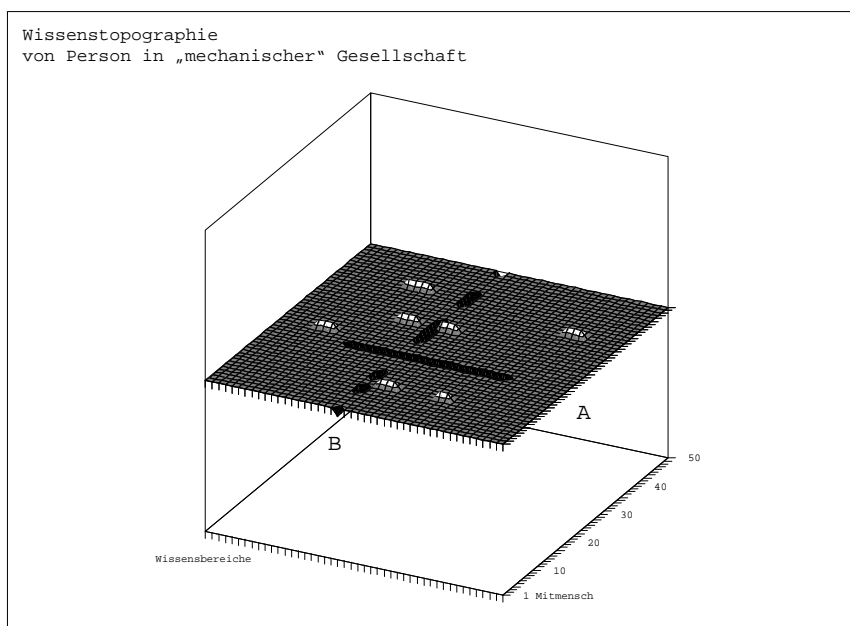 Wissenstopographie
von Person in „mechanischer“ Gesellschaft
A
B
50
40
30
20
10
1 Mitmensch
Wissensbereiche